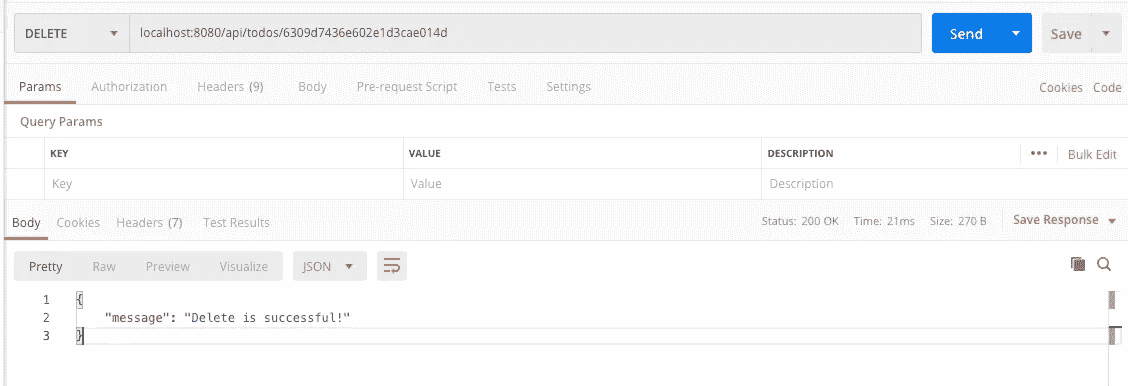 DELETE localhost:8080/api/todos/6309d7436e602e1d3cae014d Send Save
Params Authorization Headers (9) Body Pre-request Script Tests Settings Cookies Code
Query Params
KEY VALUE DESCRIPTION ••• Bulk Edit
Key Value Description
Body Cookies Headers (7) Test Results Status: 200 OK Time: 21ms Size: 270 B Save Response
Pretty Raw Preview Visualize JSON
1 {
2 "message": "Delete is successful!"
3 }